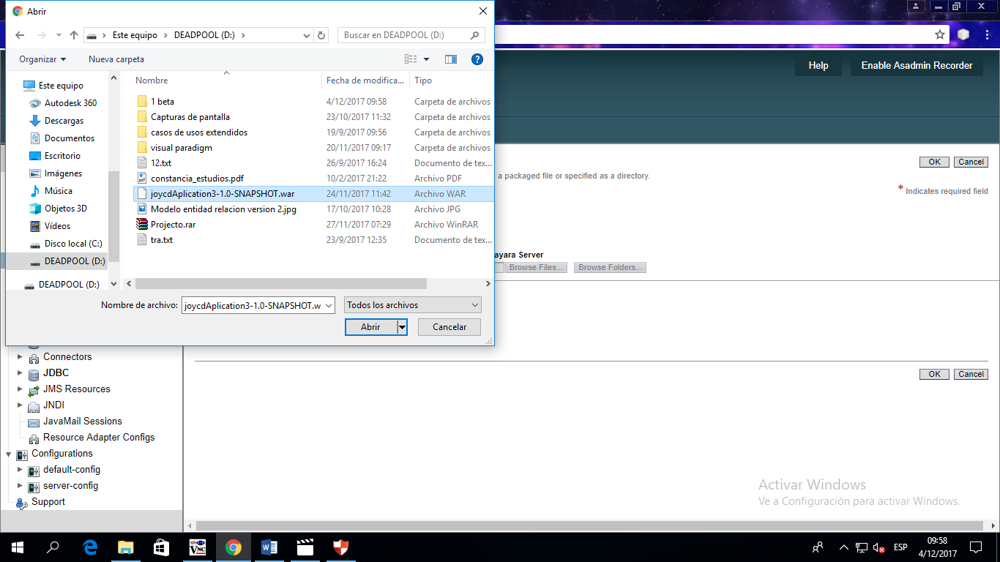 Abrir
Este equipo > DEADPOOL (D:) >
Buscar en DEADPOOL (D:)
Organizar
Nueva carpeta
Help
Enable Asadmin Recorder
Este equipo
Autodesk 360
Descargas
Documentos
Escritorio
Imágenes
Música
Objetos 3D
Vídeos
Disco local (C:)
DEADPOOL (D:)
DEADPOOL (D:)
Nombre Fecha de modifica... Tipo
1 beta 4/12/2017 09:58 Carpeta de archivos
Capturas de pantalla 23/10/2017 11:32 Carpeta de archivos
casos de usos extendidos 19/9/2017 09:56 Carpeta de archivos
visual paradigm 20/11/2017 09:17 Carpeta de archivos
12.txt 26/9/2017 16:24 Documento de tex...
constancia_estudios.pdf 10/2/2017 21:22 Archivo PDF
joycdAplication3-1.0-SNAPSHOT.war 24/11/2017 11:42 Archivo WAR
Modelo entidad relacion version 2.jpg 17/10/2017 10:28 Archivo JPG
Projecto.rar 27/11/2017 07:29 Archivo WinRAR
tra.txt 23/9/2017 12:35 Documento de tex...
Nombre de archivo: joycdAplication3-1.0-SNAPSHOT.w
Todos los archivos
Abrir
Cancelar
OK Cancel
a packaged file or specified as a directory.
* Indicates required field
ayara Server
Browse Files... Browse Folders...
OK Cancel
Connectors
JDBC
JMS Resources
JNDI
JavaMail Sessions
Resource Adapter Configs
Configurations
default-config
server-config
Support
Activar Windows
Ve a Configuración para activar Windows.
ESP
09:58
4/12/2017